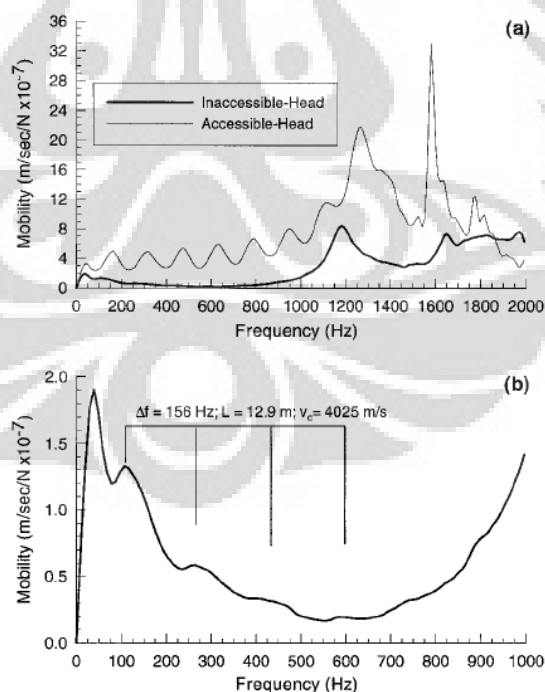 (a)
36
32
28
24
20
16
12
8
4
0
Mobility (m/sec/N x10⁻⁷)
Inaccessible-Head
Accessible-Head
0 200 400 600 800 1000 1200 1400 1600 1800 2000
Frequency (Hz)
(b)
2.0
1.5
1.0
0.5
0.0
Mobility (m/sec/N x10⁻⁷)
Δf = 156 Hz; L = 12.9 m; v_c = 4025 m/s
0 100 200 300 400 500 600 700 800 900 1000
Frequency (Hz)